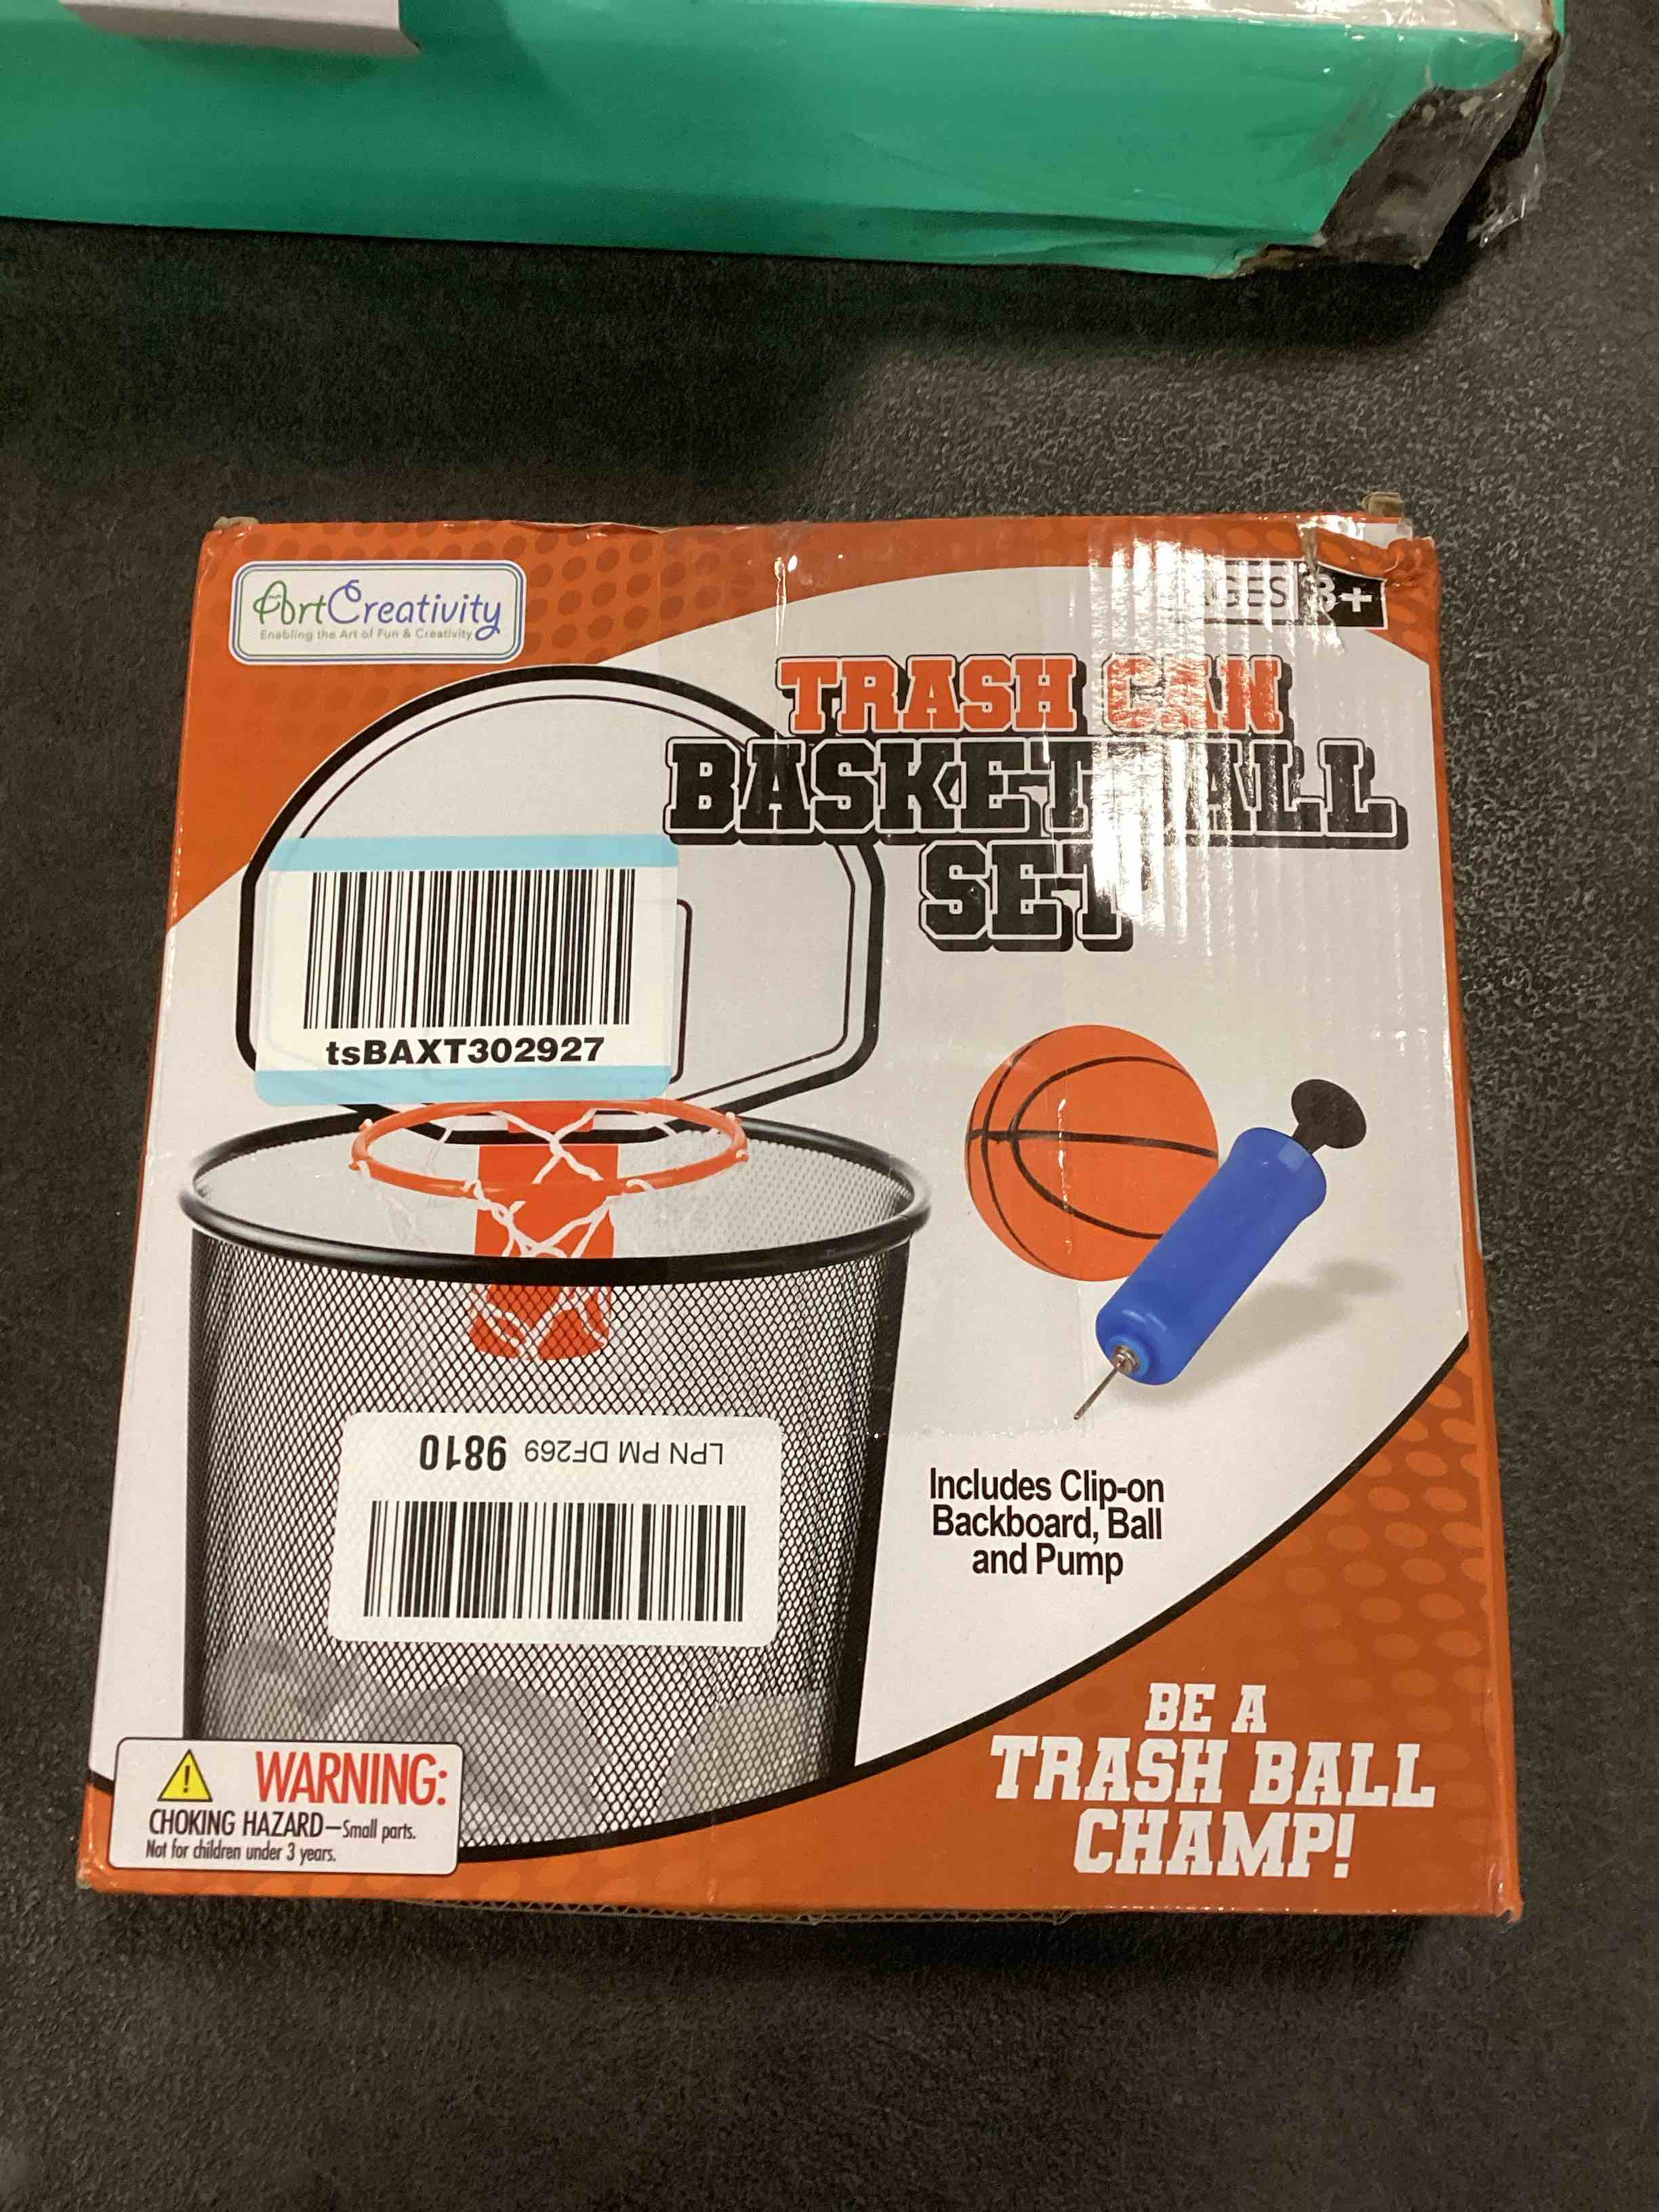 ArtCreativity
Enabling the Art of Fun & Creativity
AGES 3+
TRASH CAN
BASKETBALL
SET
tsBAXT302927
LPN PM DF269 9810
Includes Clip-on
Backboard, Ball
and Pump
BE A
TRASH BALL
CHAMP!
WARNING:
CHOKING HAZARD—Small parts.
Not for children under 3 years.